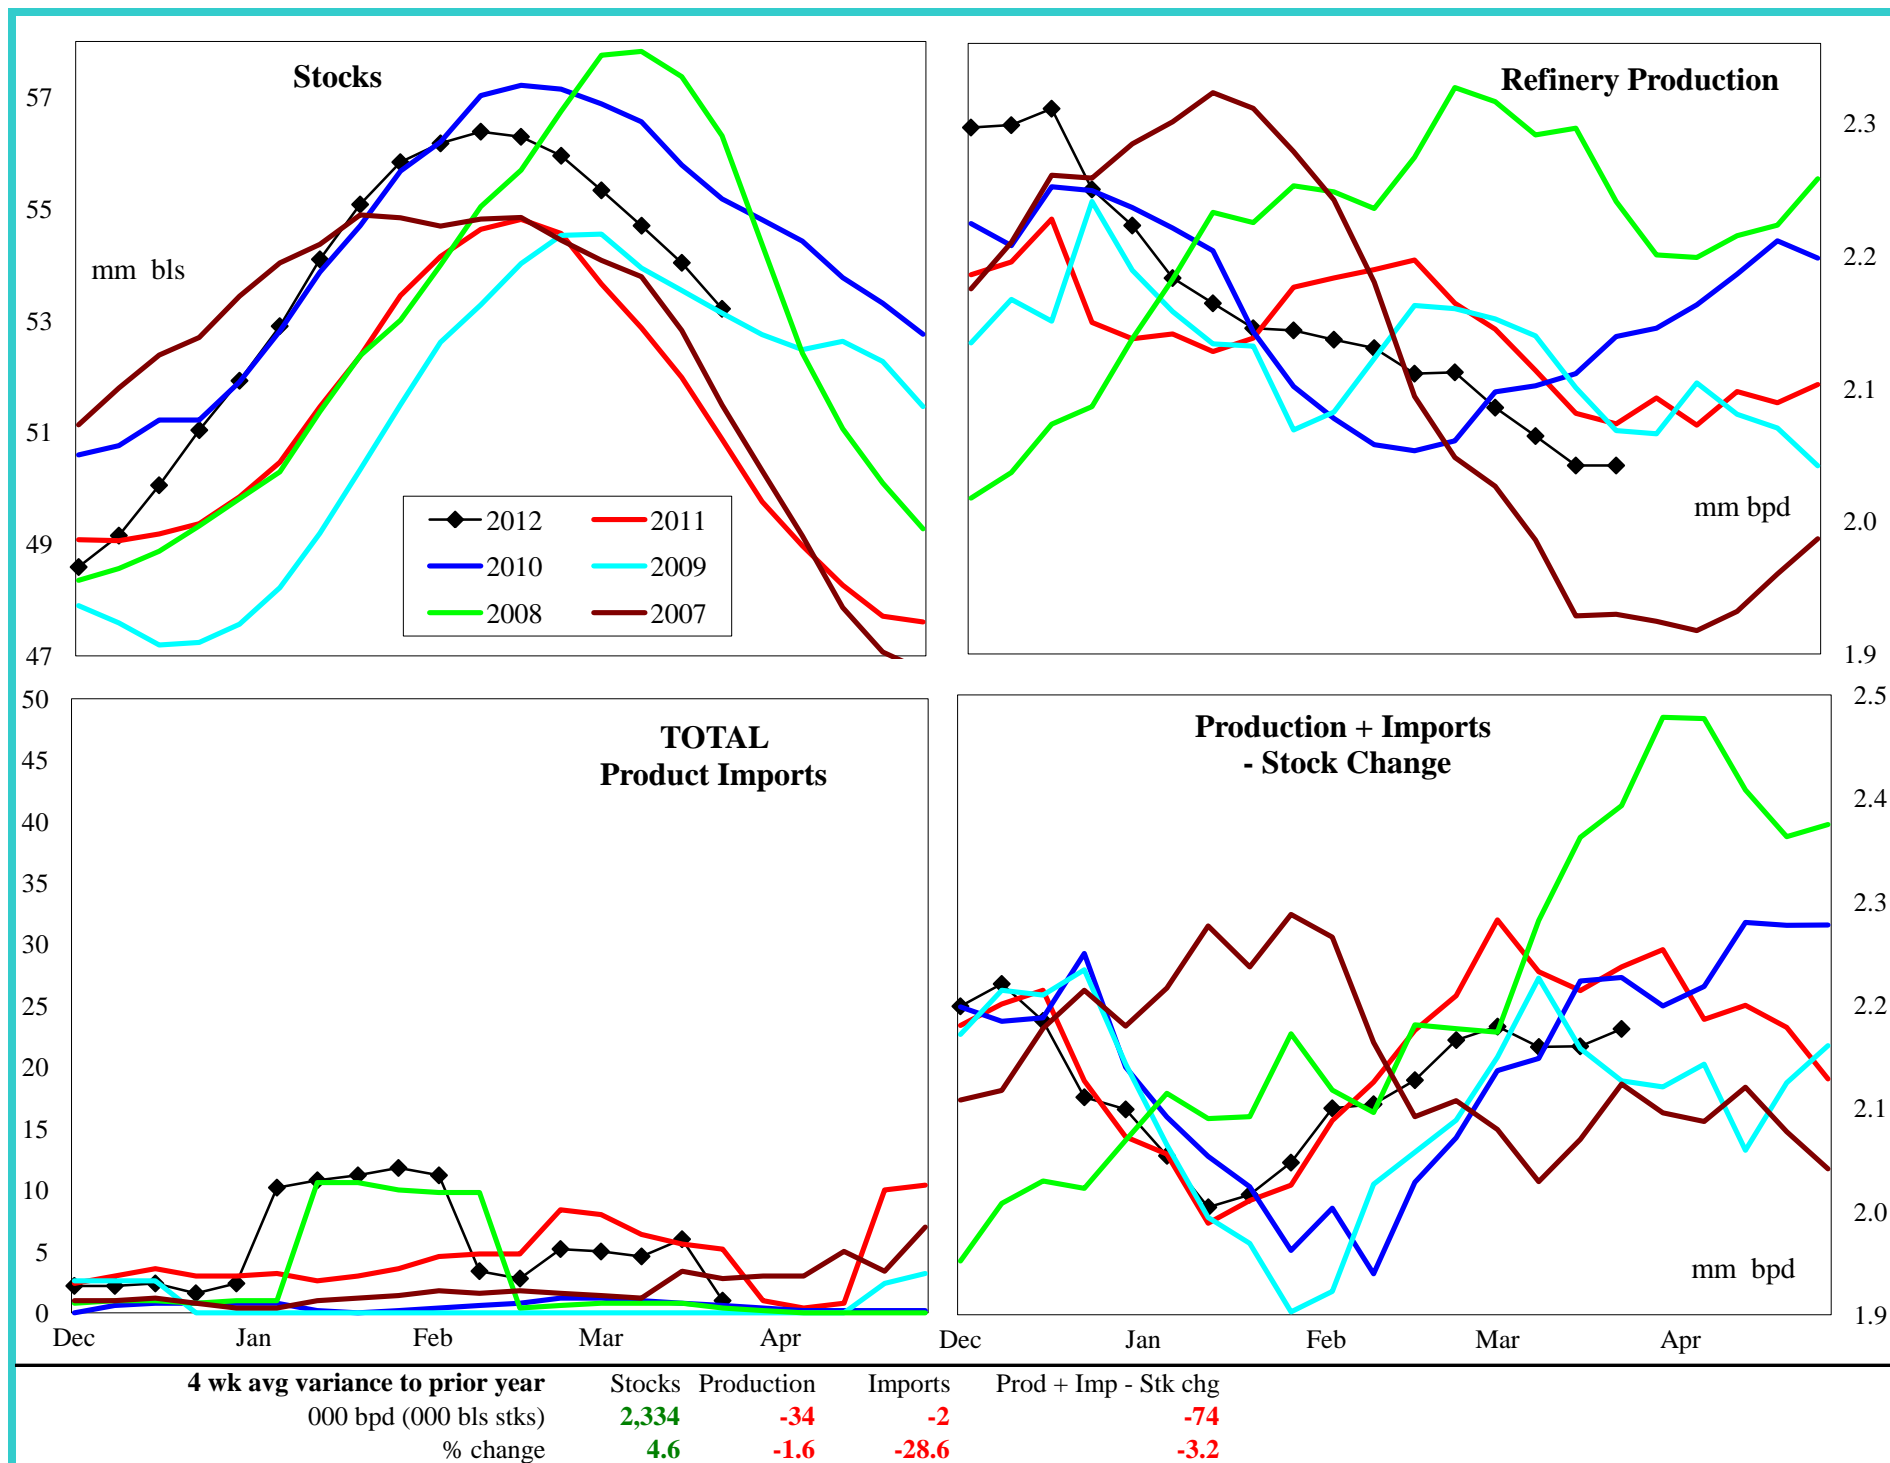 Stocks
57
55
mm bls
53
51
49
47
2012 2011
2010 2009
2008 2007
Refinery Production
2.3
2.2
2.1
mm bpd
2.0
1.9
TOTAL
Product Imports
50
45
40
35
30
25
20
15
10
5
0
Dec Jan Feb Mar Apr
Production + Imports
- Stock Change
2.5
2.4
2.3
2.2
2.1
2.0
mm bpd
1.9
Dec Jan Feb Mar Apr
4 wk avg variance to prior year Stocks Production Imports Prod + Imp - Stk chg
000 bpd (000 bls stks) 2,334 -34 -2 -74
% change 4.6 -1.6 -28.6 -3.2